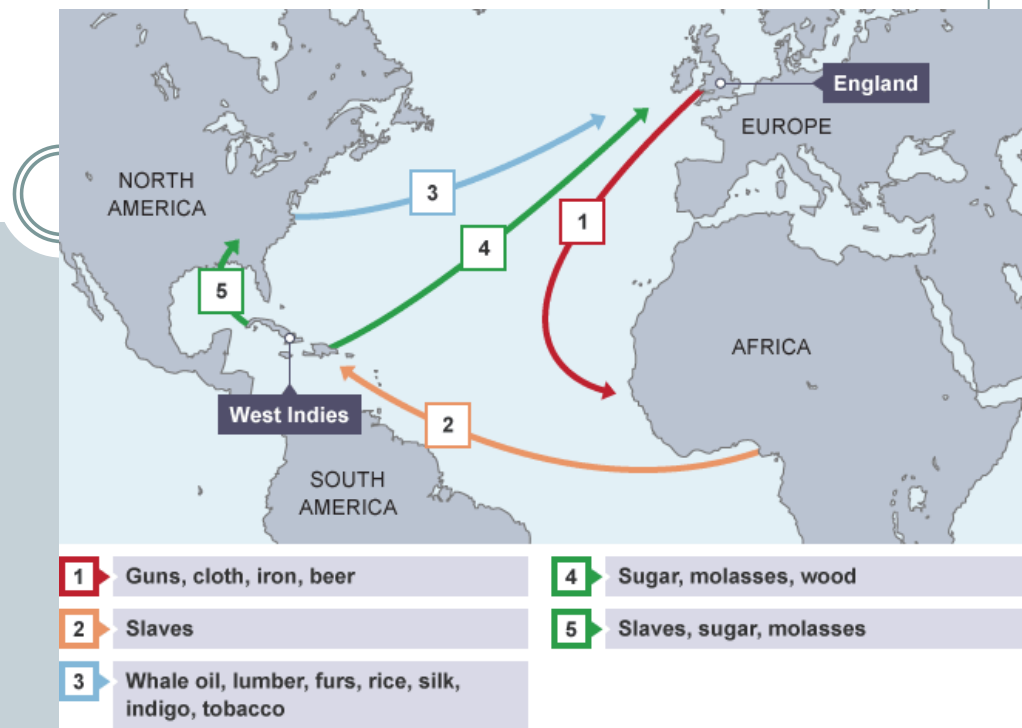 England
EUROPE
NORTH
AMERICA
3
1
4
5
AFRICA
West Indies
2
SOUTH
AMERICA
1 Guns, cloth, iron, beer
2 Slaves
3 Whale oil, lumber, furs, rice, silk,
indigo, tobacco
4 Sugar, molasses, wood
5 Slaves, sugar, molasses